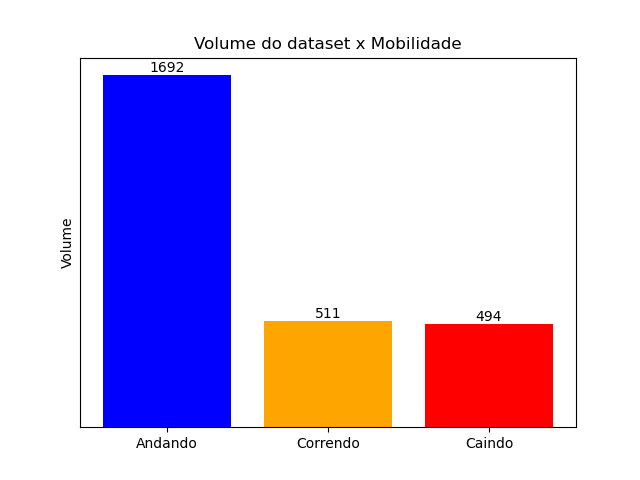 Volume do dataset x Mobilidade
1692
511
494
Volume
Andando
Correndo
Caindo